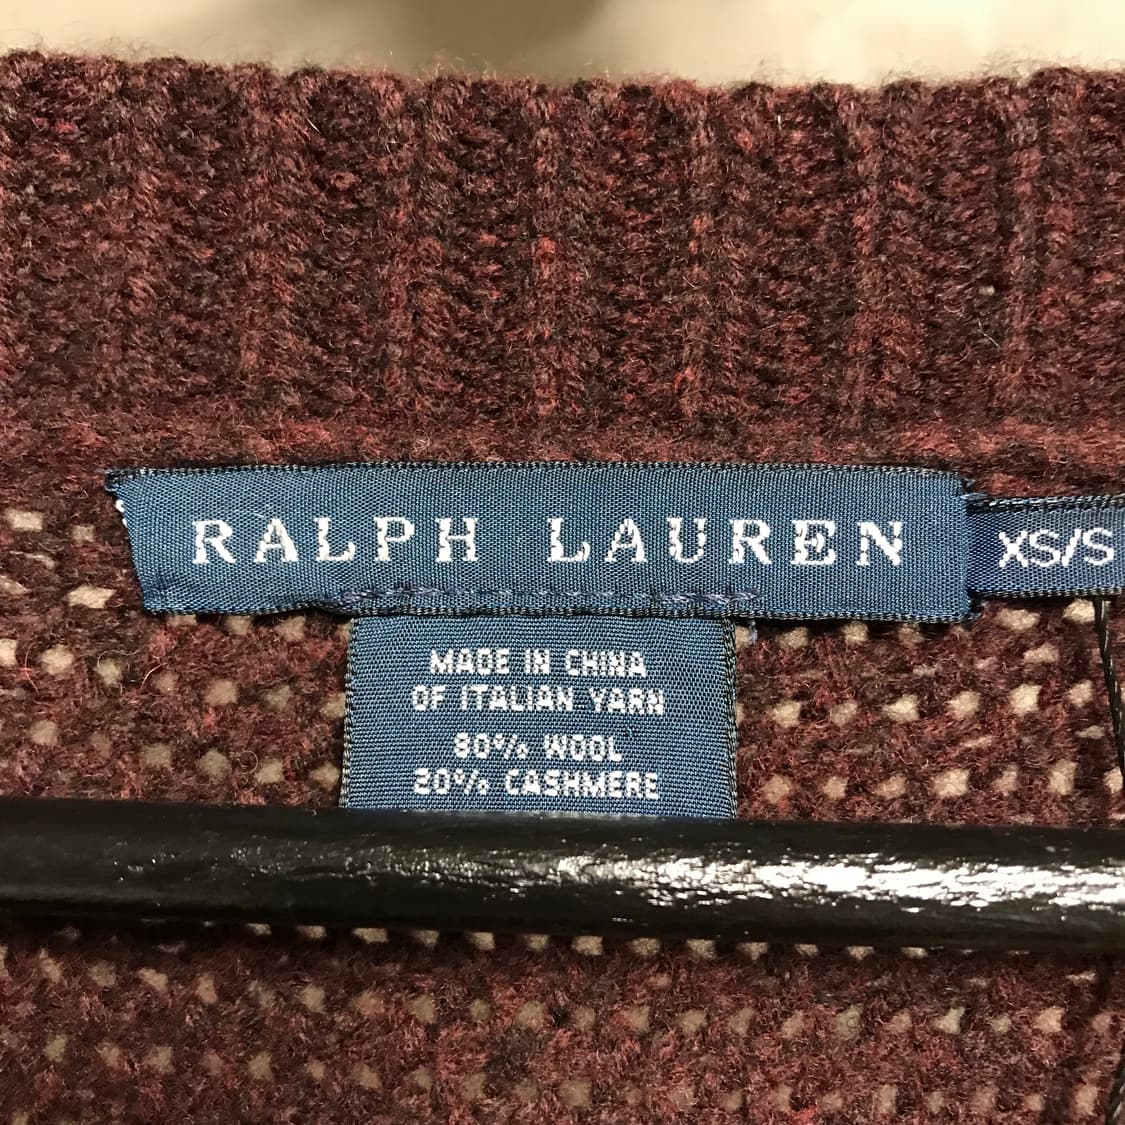 RALPH LAUREN
XS/S
MADE IN CHINA
OF ITALIAN YARN
80% WOOL
20% CASHMERE